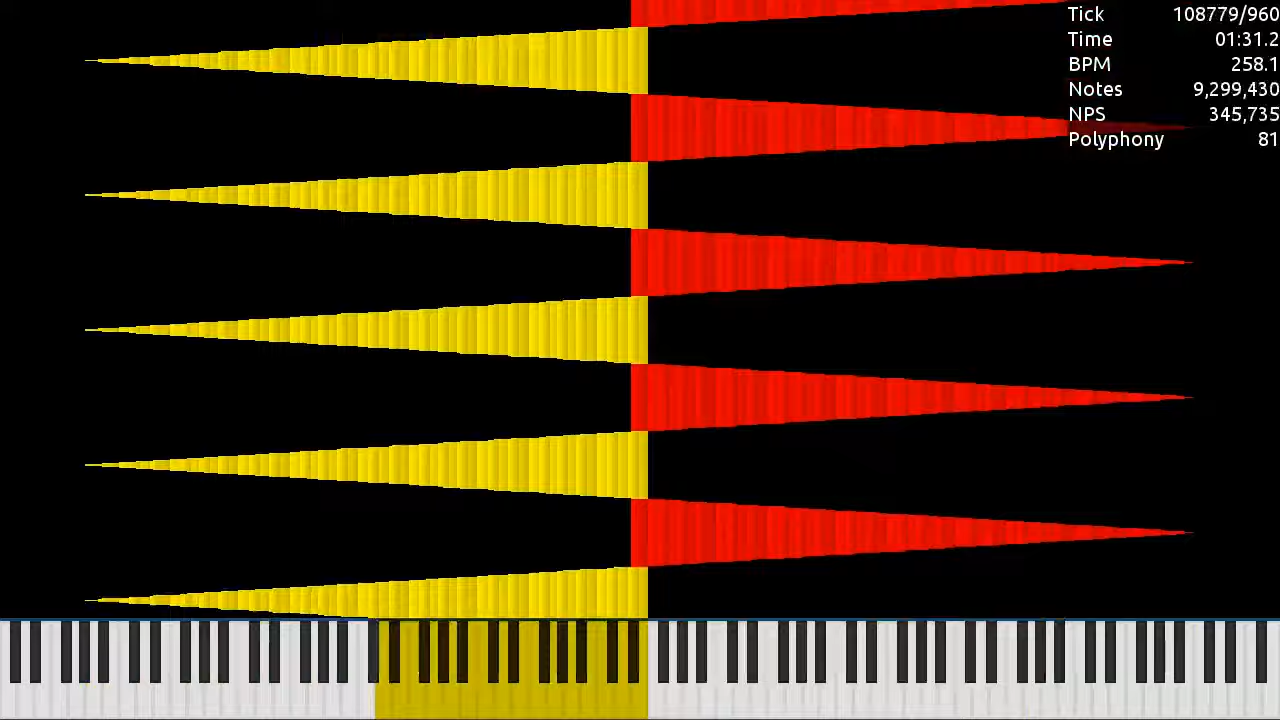 Tick 108779/960
Time 01:31.2
BPM 258.1
Notes 9,299,430
NPS 345,735
Polyphony 81